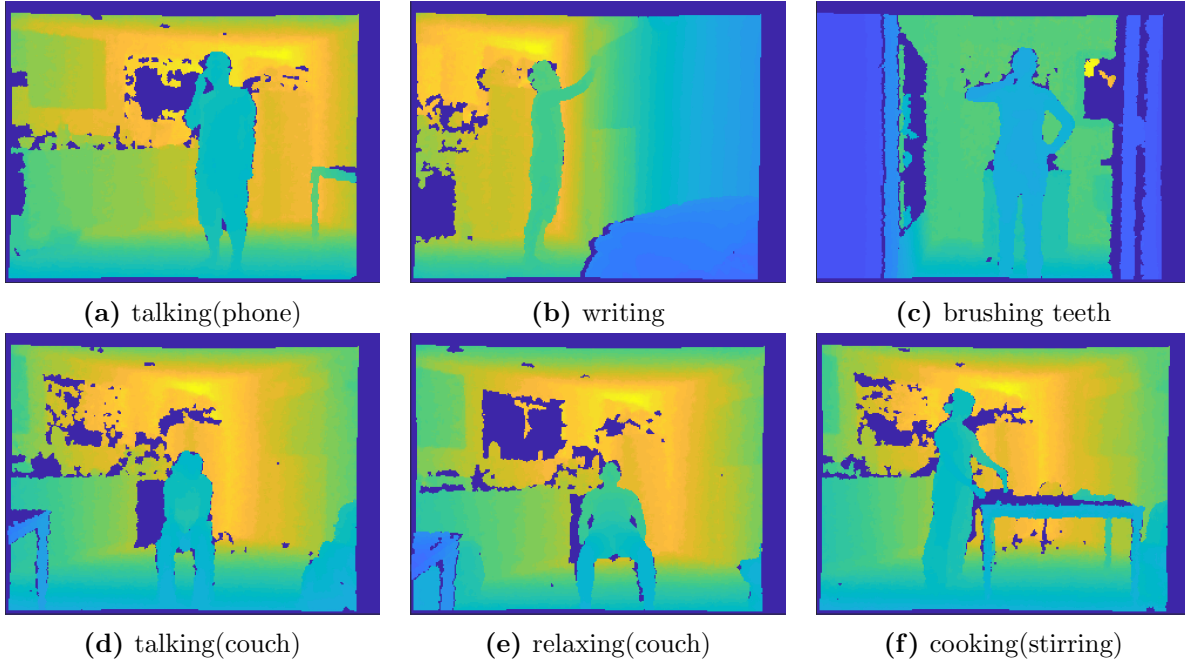 (a) talking(phone)
(b) writing
(c) brushing teeth
(d) talking(couch)
(e) relaxing(couch)
(f) cooking(stirring)